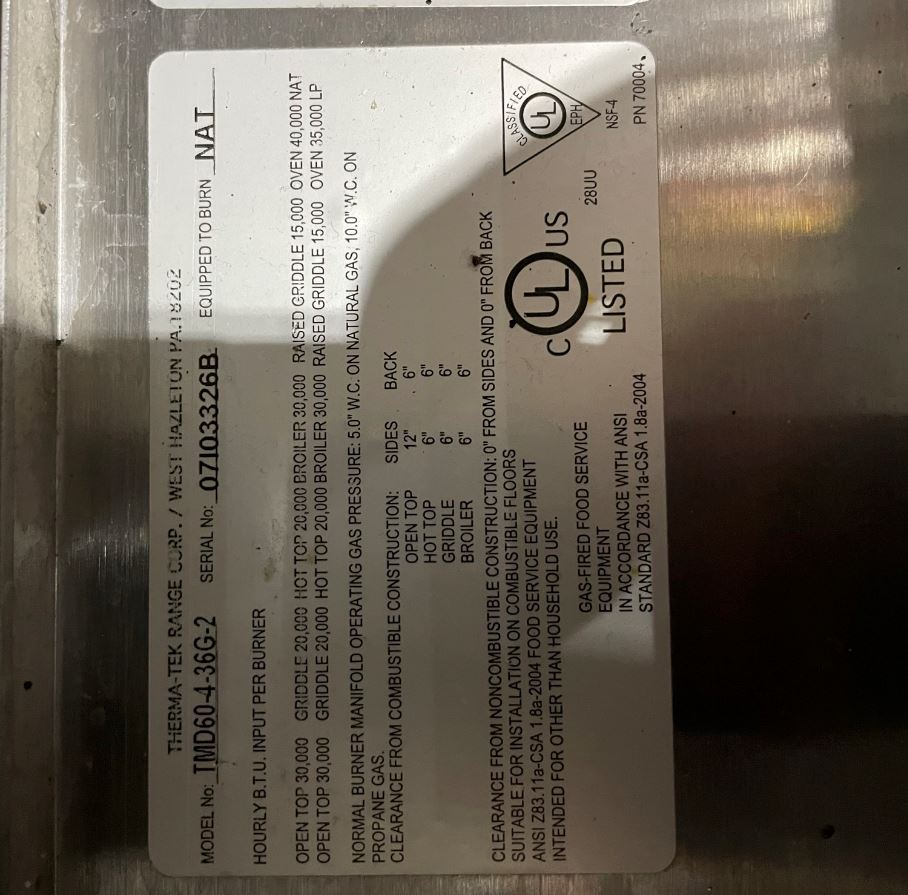 THERMA-TEK RANGE CORP. / WEST HAZLETON PA.18202
MODEL No: TMD60-4-36G-2 SERIAL No: 07I03326B EQUIPPED TO BURN NAT
HOURLY B.T.U. INPUT PER BURNER
OPEN TOP 30,000 GRIDDLE 20,000 HOT TOP 20,000 BROILER 30,000 RAISED GRIDDLE 15,000 OVEN 40,000 NAT
OPEN TOP 30,000 GRIDDLE 20,000 HOT TOP 20,000 BROILER 30,000 RAISED GRIDDLE 15,000 OVEN 35,000 LP
NORMAL BURNER MANIFOLD OPERATING GAS PRESSURE: 5.0" W.C. ON NATURAL GAS, 10.0" W.C. ON
PROPANE GAS.
CLEARANCE FROM COMBUSTIBLE CONSTRUCTION: SIDES BACK
OPEN TOP 12" 6"
HOT TOP 6" 6"
GRIDDLE 6" 6"
BROILER 6" 6"
CLEARANCE FROM NONCOMBUSTIBLE CONSTRUCTION: 0" FROM SIDES AND 0" FROM BACK
SUITABLE FOR INSTALLATION ON COMBUSTIBLE FLOORS
ANSI Z83.11a-CSA 1.8a-2004 FOOD SERVICE EQUIPMENT
INTENDED FOR OTHER THAN HOUSEHOLD USE.
GAS-FIRED FOOD SERVICE
EQUIPMENT
IN ACCORDANCE WITH ANSI
STANDARD Z83.11a-CSA 1.8a-2004
C UL US
LISTED
28UU
CLASSIFIED
UL
EPH
NSF-4
PN 70004